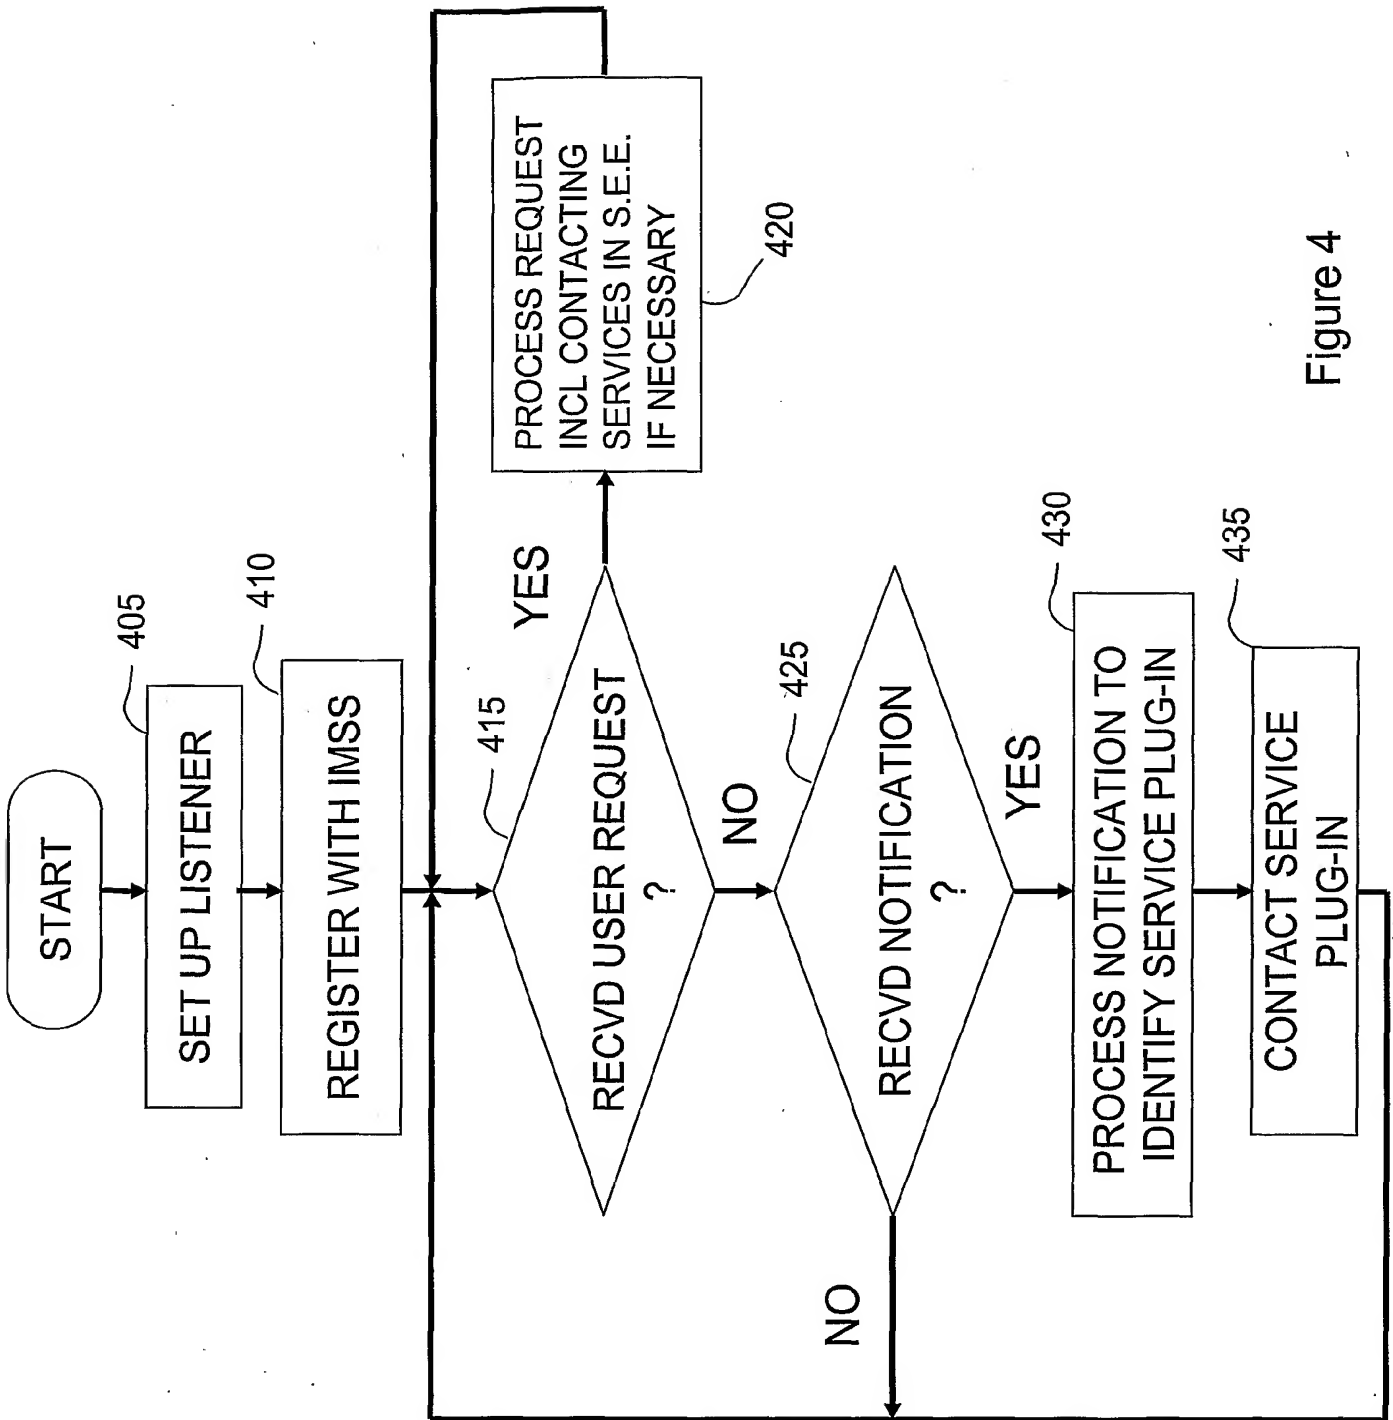 START
405
SET UP LISTENER
410
REGISTER WITH IMSS
415
RECVD USER REQUEST
?
YES
PROCESS REQUEST
INCL CONTACTING
SERVICES IN S.E.E.
IF NECESSARY
420
NO
425
RECVD NOTIFICATION
?
NO
YES
430
PROCESS NOTIFICATION TO
IDENTIFY SERVICE PLUG-IN
435
CONTACT SERVICE
PLUG-IN
Figure 4